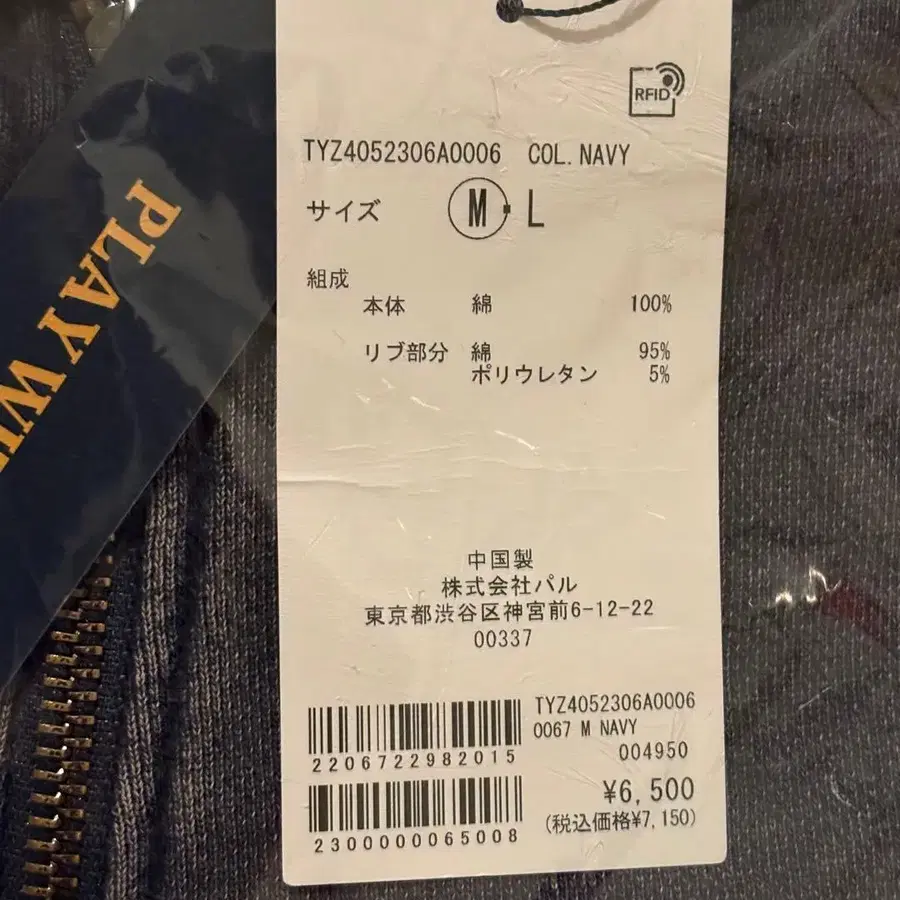 RFID
TYZ4052306A0006 COL. NAVY
サイズ M・L
組成
本体 綿 100%
リブ部分 綿 95%
ポリウレタン 5%
中国製
株式会社パル
東京都渋谷区神宮前6-12-22
00337
TYZ4052306A0006
0067 M NAVY
2206722982015
004950
¥6,500
(税込価格¥7,150)
2300000065008
PLAY